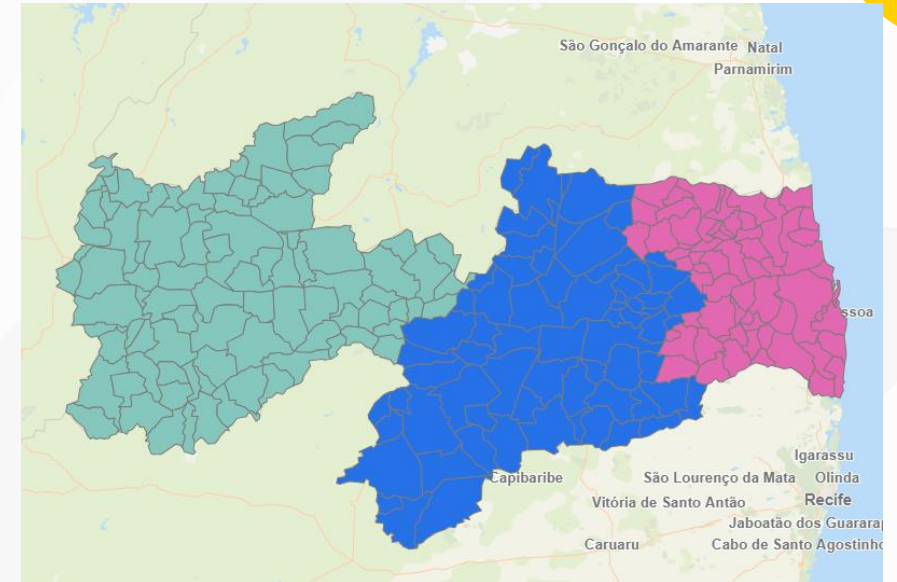 São Gonçalo do Amarante
Natal
Parnamirim
ssoa
Igarassu
Capibaribe
São Lourenço da Mata
Olinda
Vitória de Santo Antão
Recife
Jaboatão dos Guararap
Caruaru
Cabo de Santo Agostinho